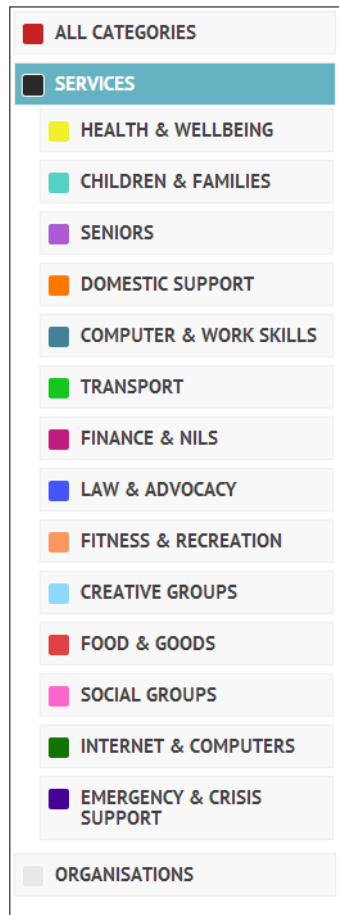 ALL CATEGORIES
SERVICES
HEALTH & WELLBEING
CHILDREN & FAMILIES
SENIORS
DOMESTIC SUPPORT
COMPUTER & WORK SKILLS
TRANSPORT
FINANCE & NILS
LAW & ADVOCACY
FITNESS & RECREATION
CREATIVE GROUPS
FOOD & GOODS
SOCIAL GROUPS
INTERNET & COMPUTERS
EMERGENCY & CRISIS
SUPPORT
ORGANISATIONS